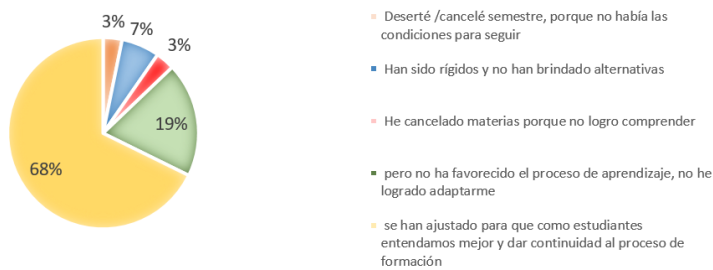 3%
7%
3%
19%
68%
Deserté /cancelé semestre, porque no había las
condiciones para seguir
Han sido rígidos y no han brindado alternativas
He cancelado materias porque no logro comprender
pero no ha favorecido el proceso de aprendizaje, no he
logrado adaptarme
se han ajustado para que como estudiantes
entendamos mejor y dar continuidad al proceso de
formación